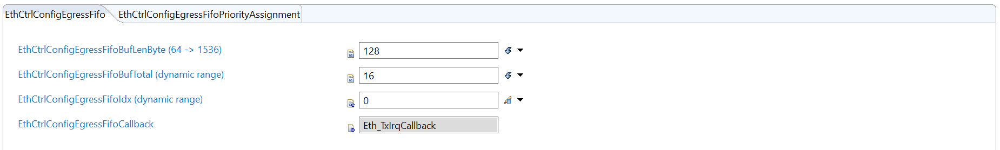 EthCtrlConfigEgressFifo EthCtrlConfigEgressFifoPriorityAssignment
EthCtrlConfigEgressFifoBufLenByte (64 -> 1536) 128
EthCtrlConfigEgressFifoBufTotal (dynamic range) 16
EthCtrlConfigEgressFifoIdx (dynamic range) 0
EthCtrlConfigEgressFifoCallback Eth_TxIrqCallback